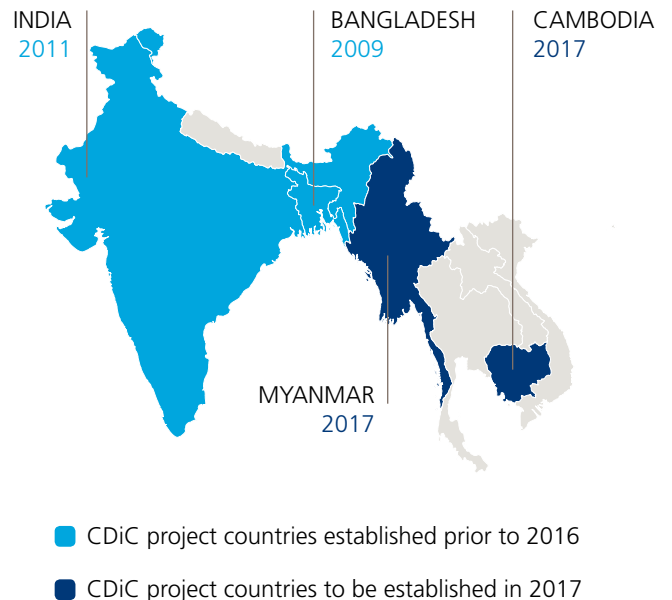 INDIA
2011
BANGLADESH
2009
CAMBODIA
2017
MYANMAR
2017
CDiC project countries established prior to 2016
CDiC project countries to be established in 2017